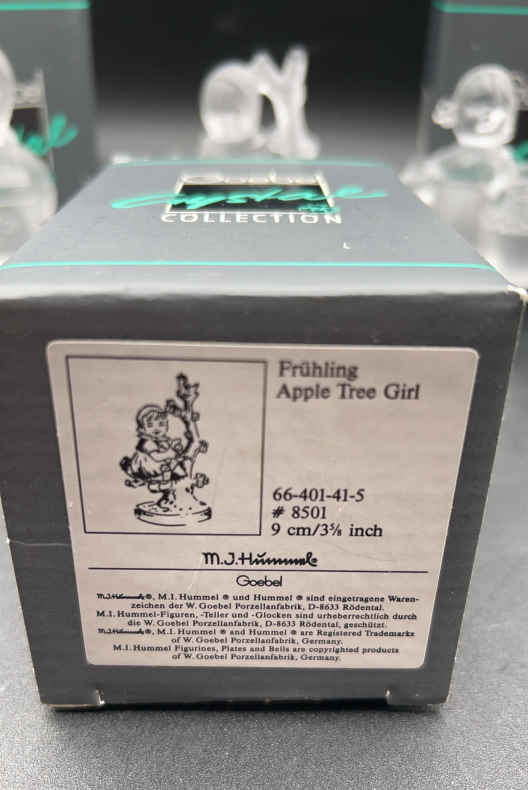 Goebel
Crystal
COLLECTION
Frühling
Apple Tree Girl
66-401-41-5
# 8501
9 cm/3⅝ inch
M.J.Hummel®
Goebel
M.J.Hummel®, M.I. Hummel ® und Hummel ® sind eingetragene Waren-
zeichen der W. Goebel Porzellanfabrik, D-8633 Rödental.
M.I. Hummel-Figuren, -Teller und -Glocken sind urheberrechtlich durch
die W. Goebel Porzellanfabrik, D-8633 Rödental, geschützt.
M.J.Hummel®, M.I. Hummel ® and Hummel ® are Registered Trademarks
of W. Goebel Porzellanfabrik, Germany.
M.I. Hummel Figurines, Plates and Bells are copyrighted products
of W. Goebel Porzellanfabrik, Germany.